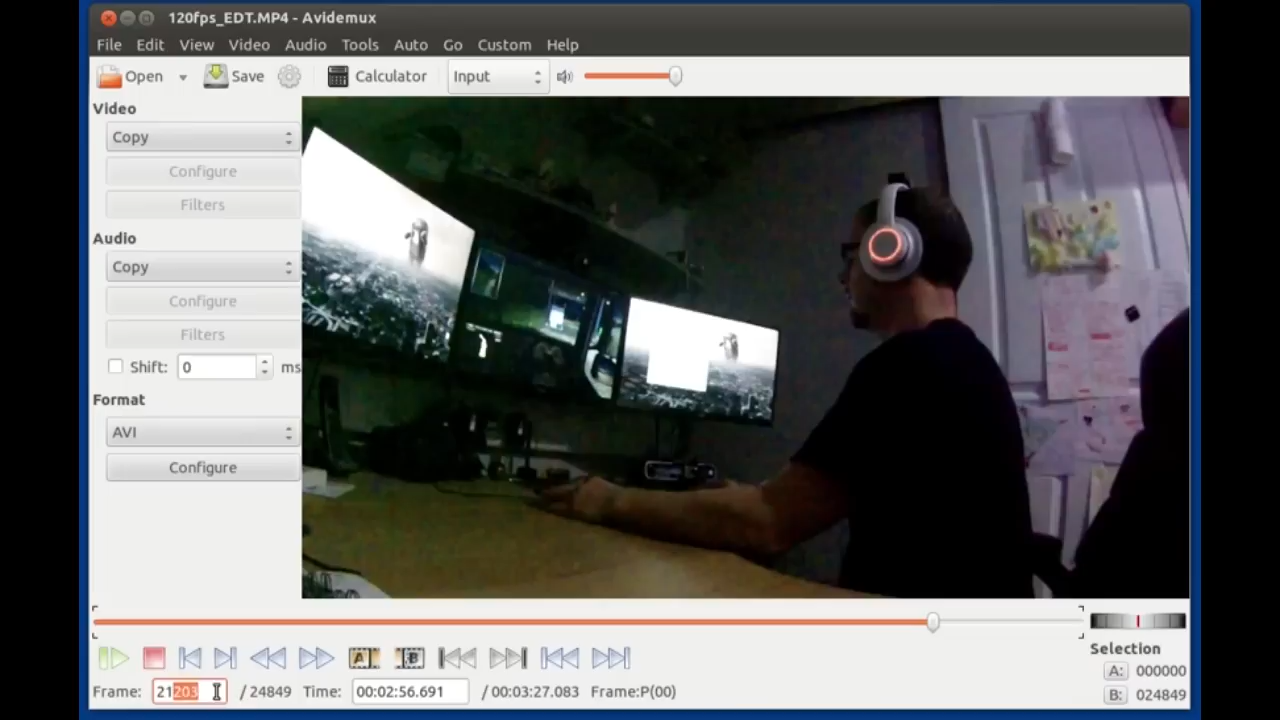 120fps_EDT.MP4 - Avidemux
File Edit View Video Audio Tools Auto Go Custom Help
Open Save Calculator Input
Video
Copy
Configure
Filters
Audio
Copy
Configure
Filters
Shift: 0 ms
Format
AVI
Configure
A B
Selection
A: 000000
B: 024849
Frame: 21203 / 24849 Time: 00:02:56.691 / 00:03:27.083 Frame:P(00)